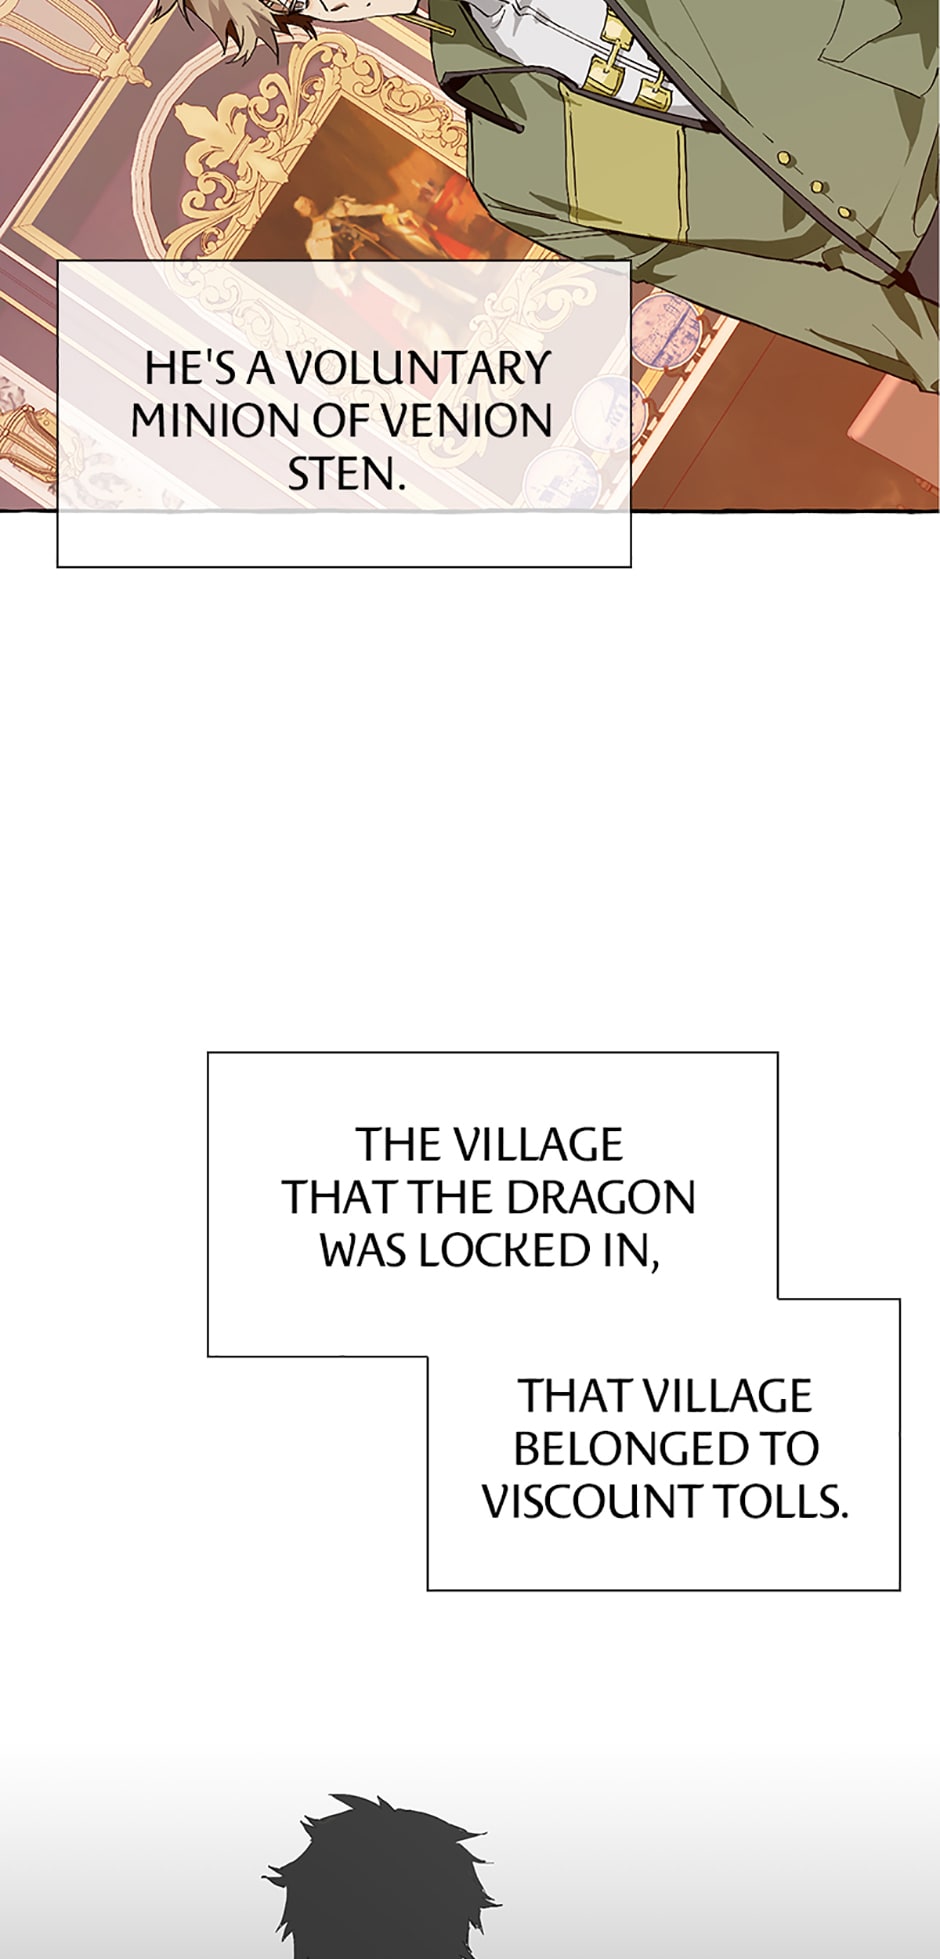 HE'S A VOLUNTARY
MINION OF VENION
STEN.
THE VILLAGE
THAT THE DRAGON
WAS LOCKED IN,
THAT VILLAGE
BELONGED TO
VISCOUNT TOLLS.